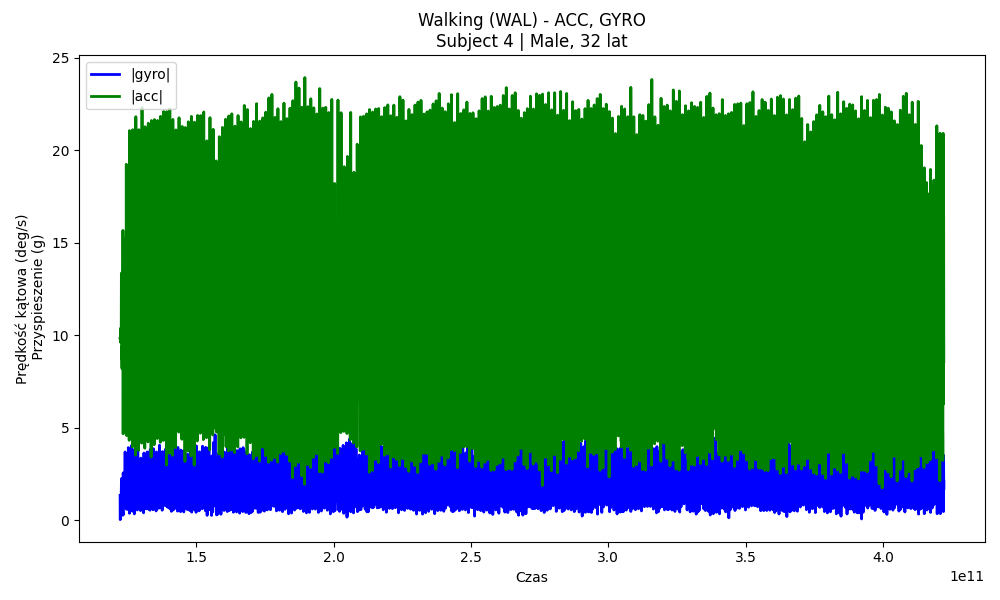 Walking (WAL) - ACC, GYRO
Subject 4 | Male, 32 lat
|gyro|
|acc|
Prędkość kątowa (deg/s)
Przyspieszenie (g)
25
20
15
10
5
0
1.5
2.0
2.5
3.0
3.5
4.0
1e11
Czas